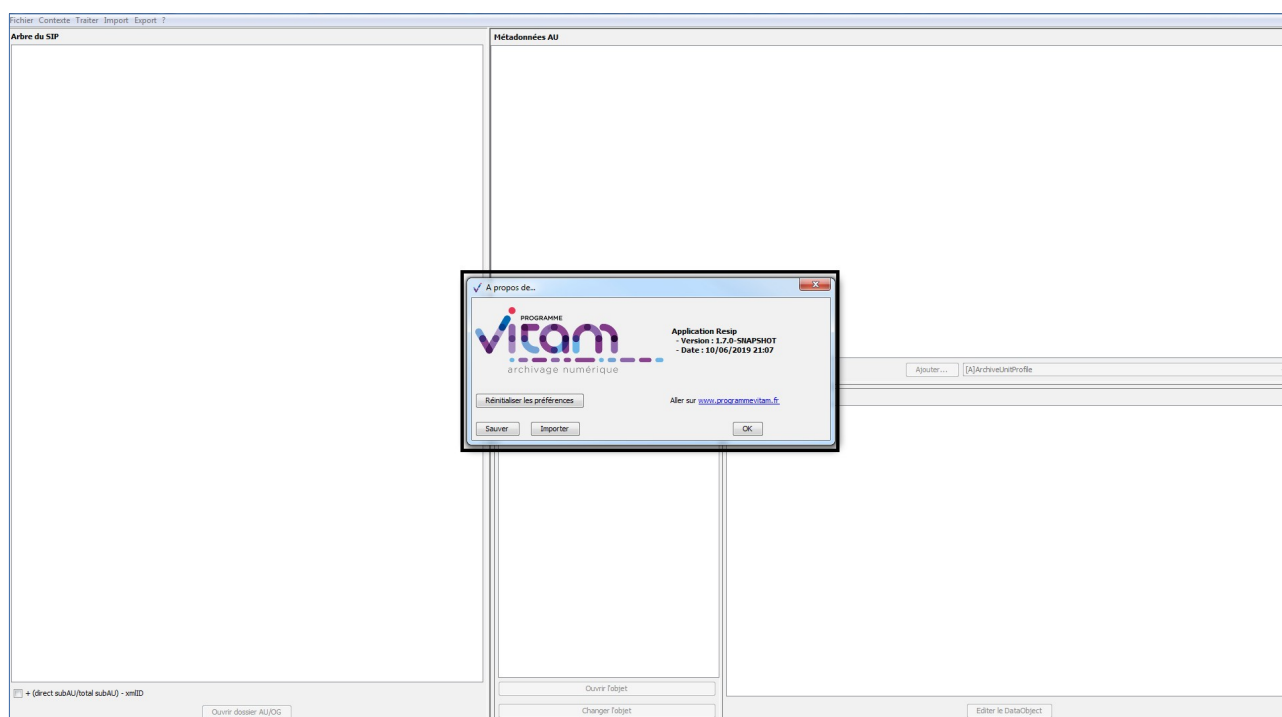 Fichier Contexte Traiter Import Export ?
Arbre du SIP
Métadonnées AU
A propos de...
x
PROGRAMME
vitam
archivage numérique
Application Resip
- Version : 1.7.0-SNAPSHOT
- Date : 10/06/2019 21:07
Ajouter...
[A]ArchiveUnitProfile
Réinitialiser les préférences
Aller sur www.programmevitam.fr
Sauver
Importer
OK
+ (direct subAU/total subAU) - xmlID
Ouvrir l'objet
Ouvrir dossier AU/OG
Changer l'objet
Editer le DataObject